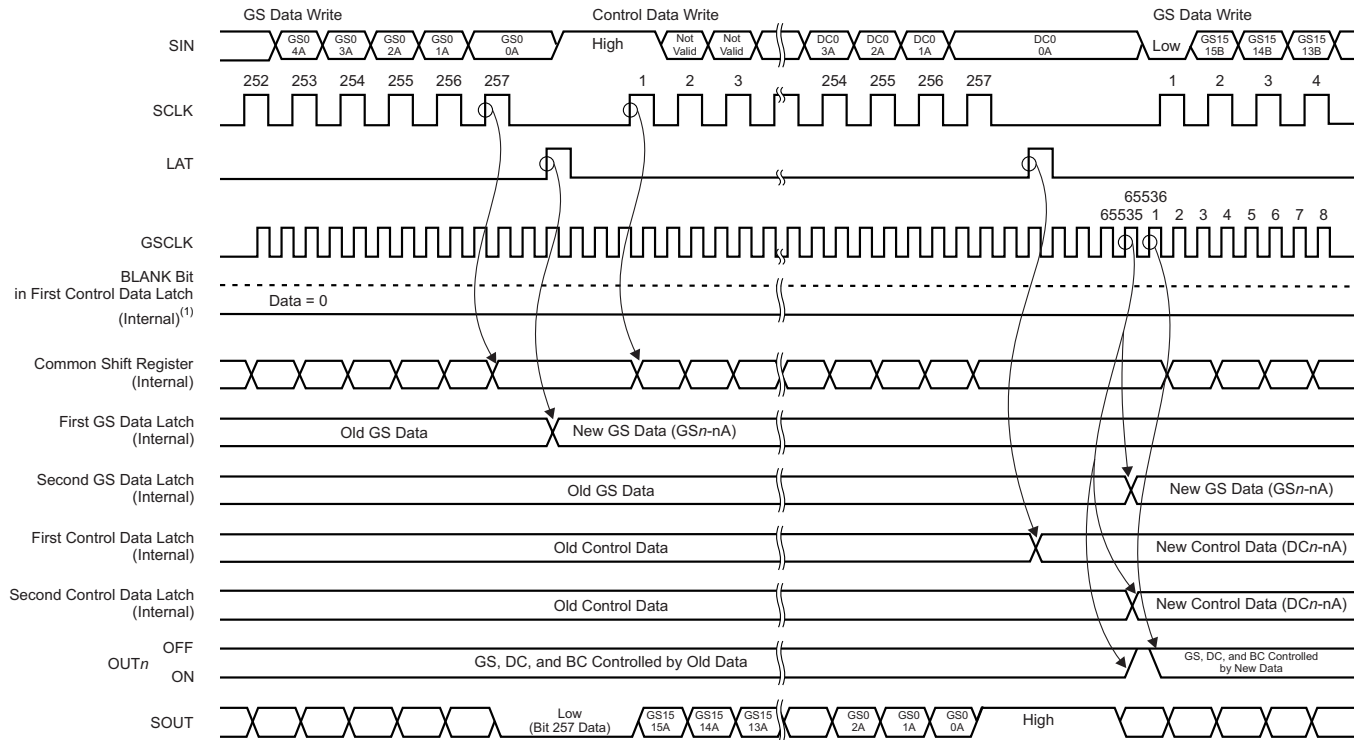 GS Data Write Control Data Write GS Data Write
SIN
GS0 4A GS0 3A GS0 2A GS0 1A GS0 0A High Not Valid Not Valid DC0 3A DC0 2A DC0 1A DC0 0A Low GS15 15B GS15 14B GS15 13B
252 253 254 255 256 257 1 2 3 254 255 256 257 1 2 3 4
SCLK
LAT
65536
65535 1 2 3 4 5 6 7 8
GSCLK
BLANK Bit
in First Control Data Latch
(Internal)(1)
Data = 0
Common Shift Register
(Internal)
First GS Data Latch
(Internal)
Old GS Data New GS Data (GSn-nA)
Second GS Data Latch
(Internal)
Old GS Data New GS Data (GSn-nA)
First Control Data Latch
(Internal)
Old Control Data New Control Data (DCn-nA)
Second Control Data Latch
(Internal)
Old Control Data New Control Data (DCn-nA)
OUTn
OFF
ON
GS, DC, and BC Controlled by Old Data
GS, DC, and BC Controlled
by New Data
SOUT
Low
(Bit 257 Data)
GS15 15A GS15 14A GS15 13A GS0 2A GS0 1A GS0 0A High